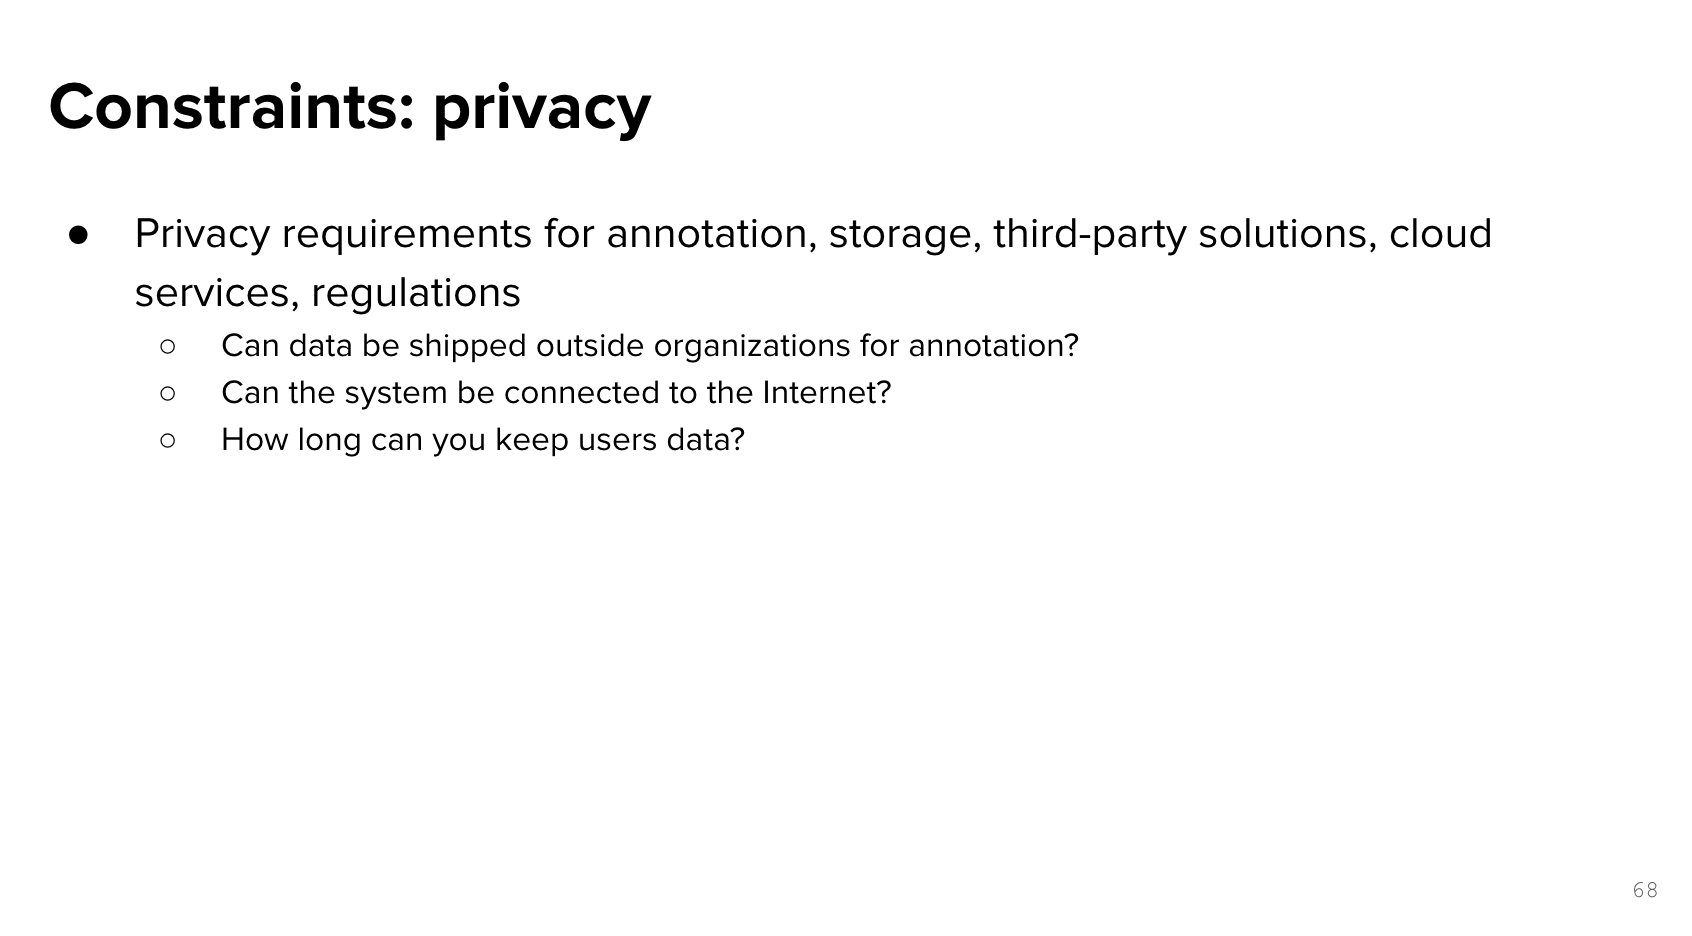 Constraints: privacy
● Privacy requirements for annotation, storage, third-party solutions, cloud
services, regulations
○ Can data be shipped outside organizations for annotation?
○ Can the system be connected to the Internet?
○ How long can you keep users data?
68